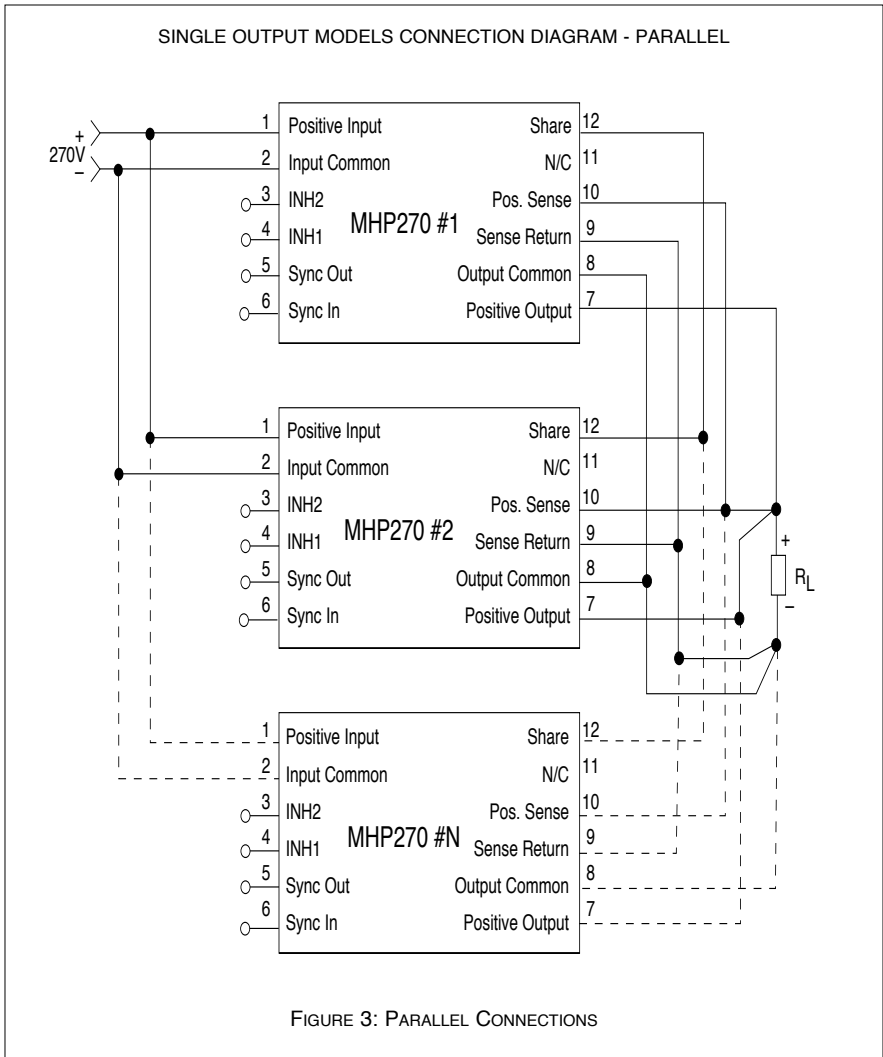 SINGLE OUTPUT MODELS CONNECTION DIAGRAM - PARALLEL
+
270V
–
1 Positive Input
2 Input Common
3 INH2
4 INH1
5 Sync Out
6 Sync In
MHP270 #1
Share 12
N/C 11
Pos. Sense 10
Sense Return 9
Output Common 8
Positive Output 7
1 Positive Input
2 Input Common
3 INH2
4 INH1
5 Sync Out
6 Sync In
MHP270 #2
Share 12
N/C 11
Pos. Sense 10
Sense Return 9
Output Common 8
Positive Output 7
+
RL
–
1 Positive Input
2 Input Common
3 INH2
4 INH1
5 Sync Out
6 Sync In
MHP270 #N
Share 12
N/C 11
Pos. Sense 10
Sense Return 9
Output Common 8
Positive Output 7
FIGURE 3: PARALLEL CONNECTIONS